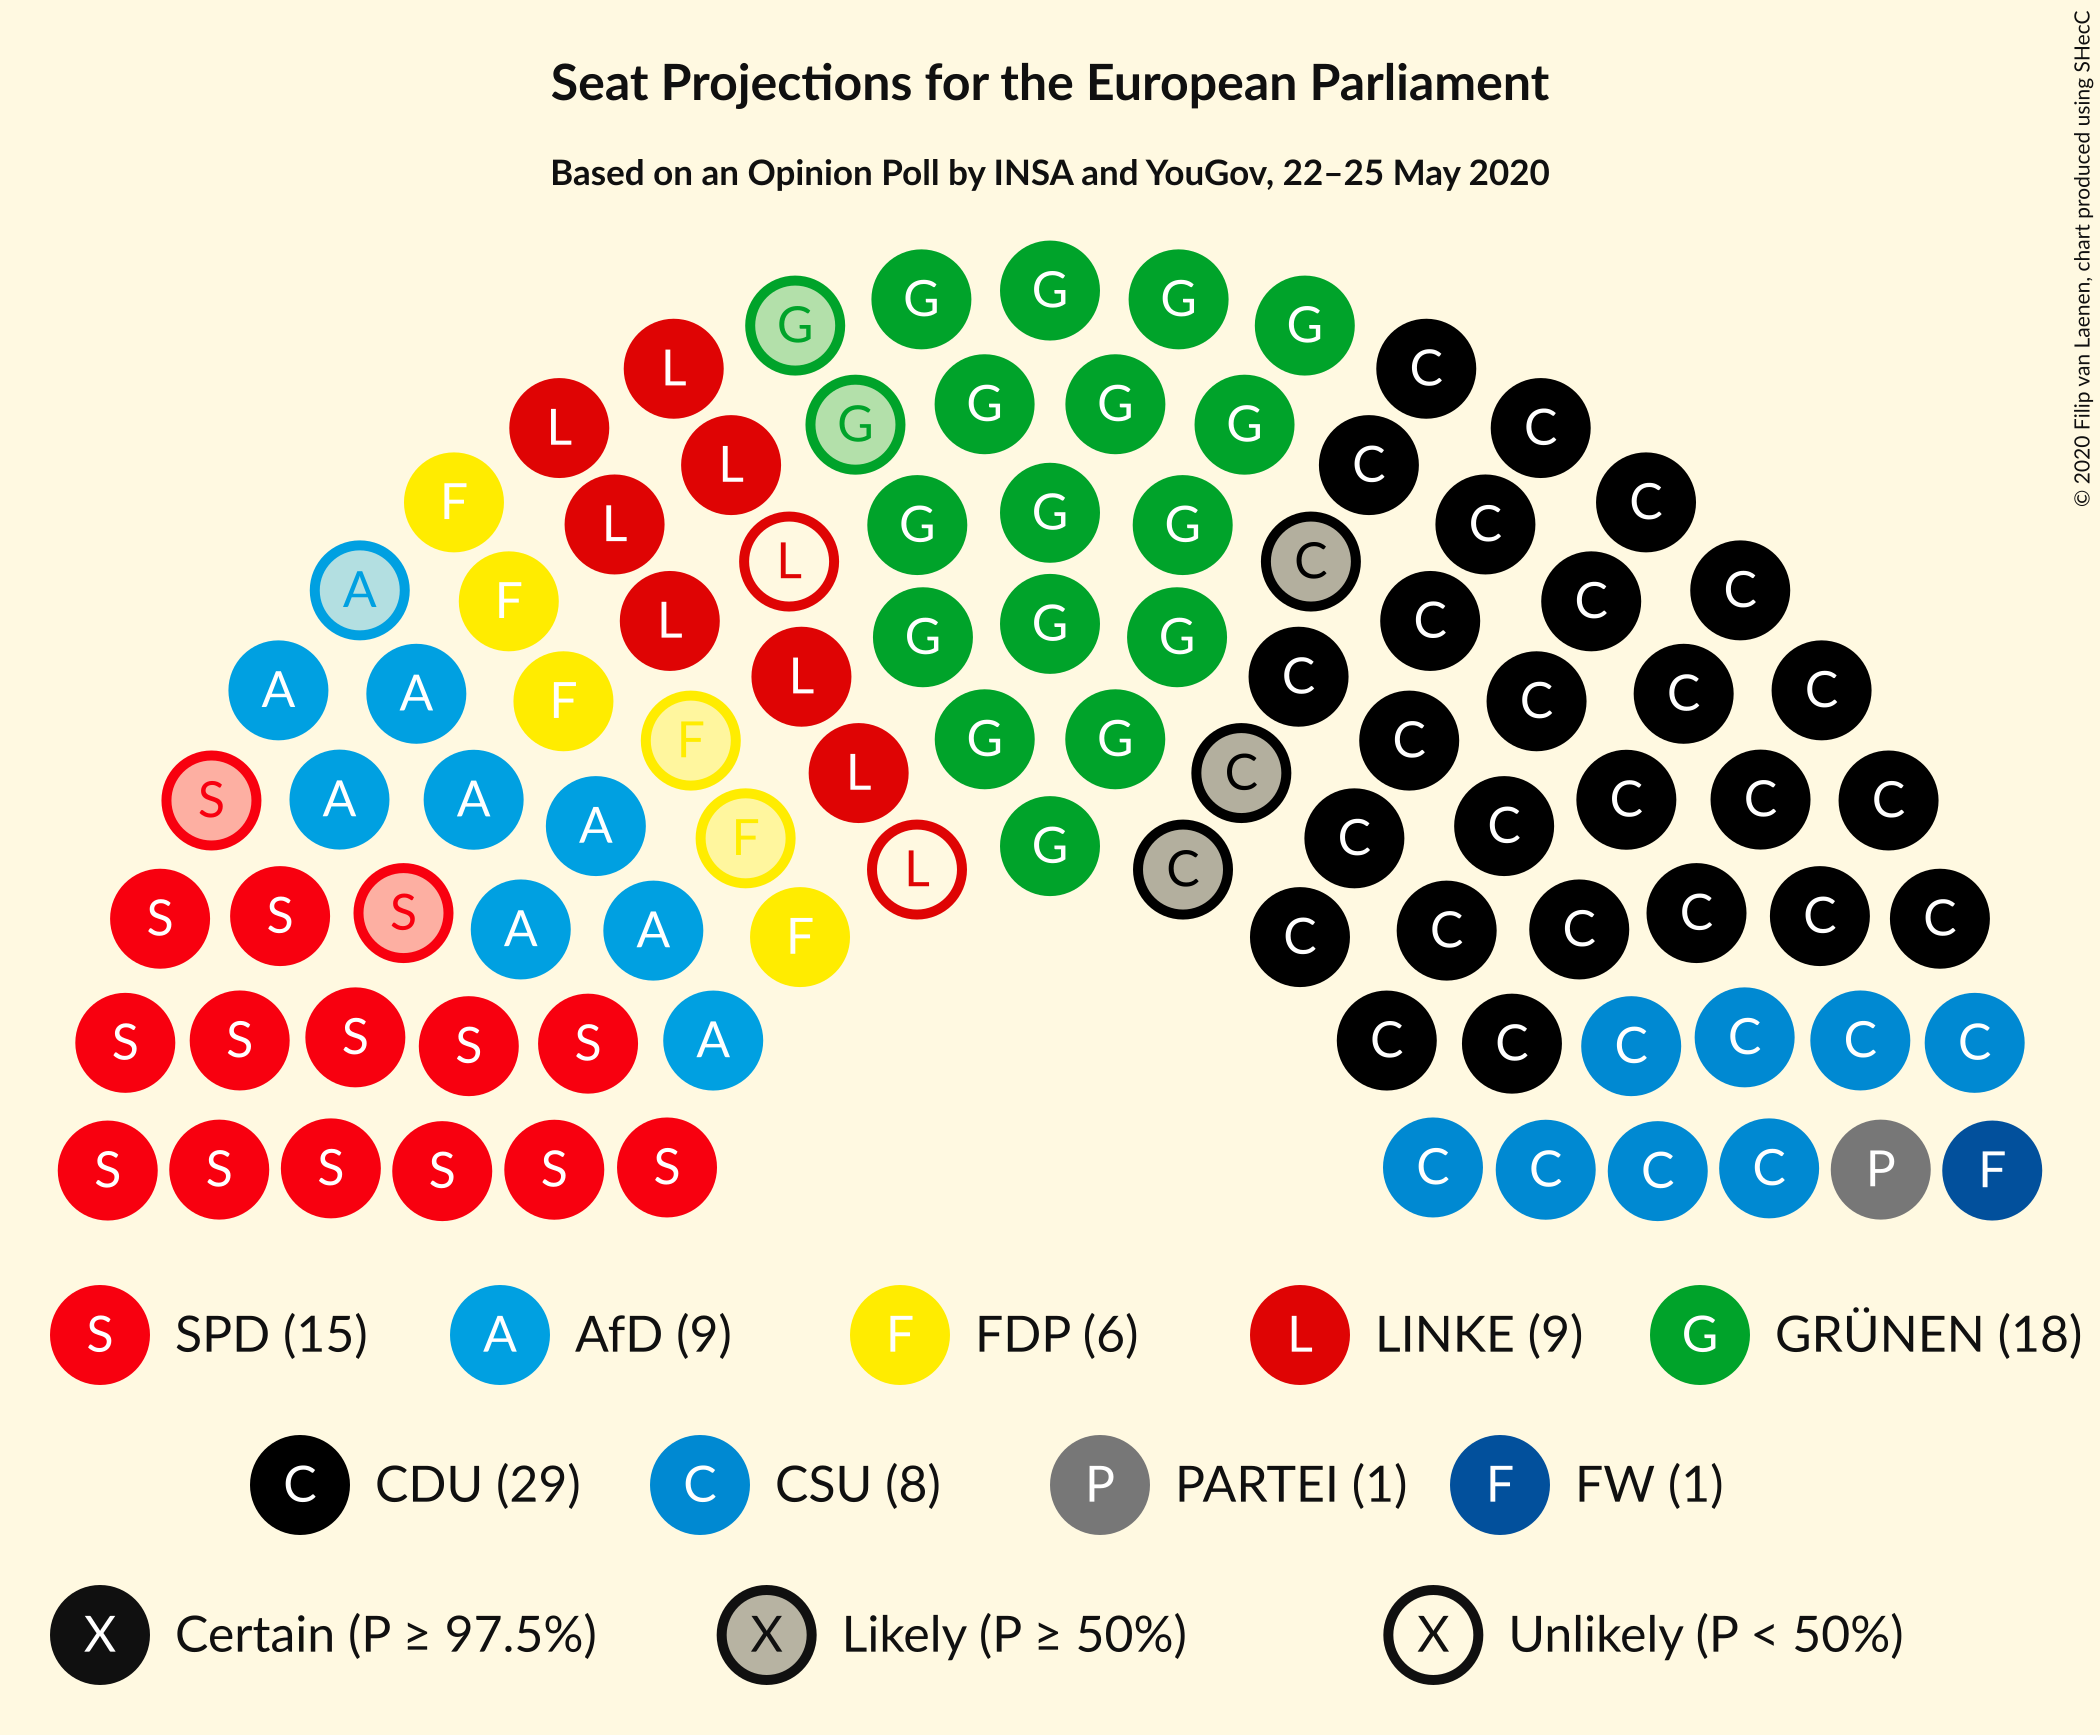 Seat Projections for the European Parliament
Based on an Opinion Poll by INSA and YouGov, 22–25 May 2020
© 2020 Filip van Laenen, chart produced using SHecC
G G G G G
L C
G G G G
L C
L L C C
F G G G C
L L C C
A F L G G G C C C
A A F L C C C C
F G G C
S A A A L C C C C C
F G C
S S S A A F L C C C C C C C
S S S S S A C C C C C C
S S S S S S C C C C P F
S SPD (15) A AfD (9) F FDP (6) L LINKE (9) G GRÜNEN (18)
C CDU (29) C CSU (8) P PARTEI (1) F FW (1)
X Certain (P ≥ 97.5%) X Likely (P ≥ 50%) X Unlikely (P < 50%)